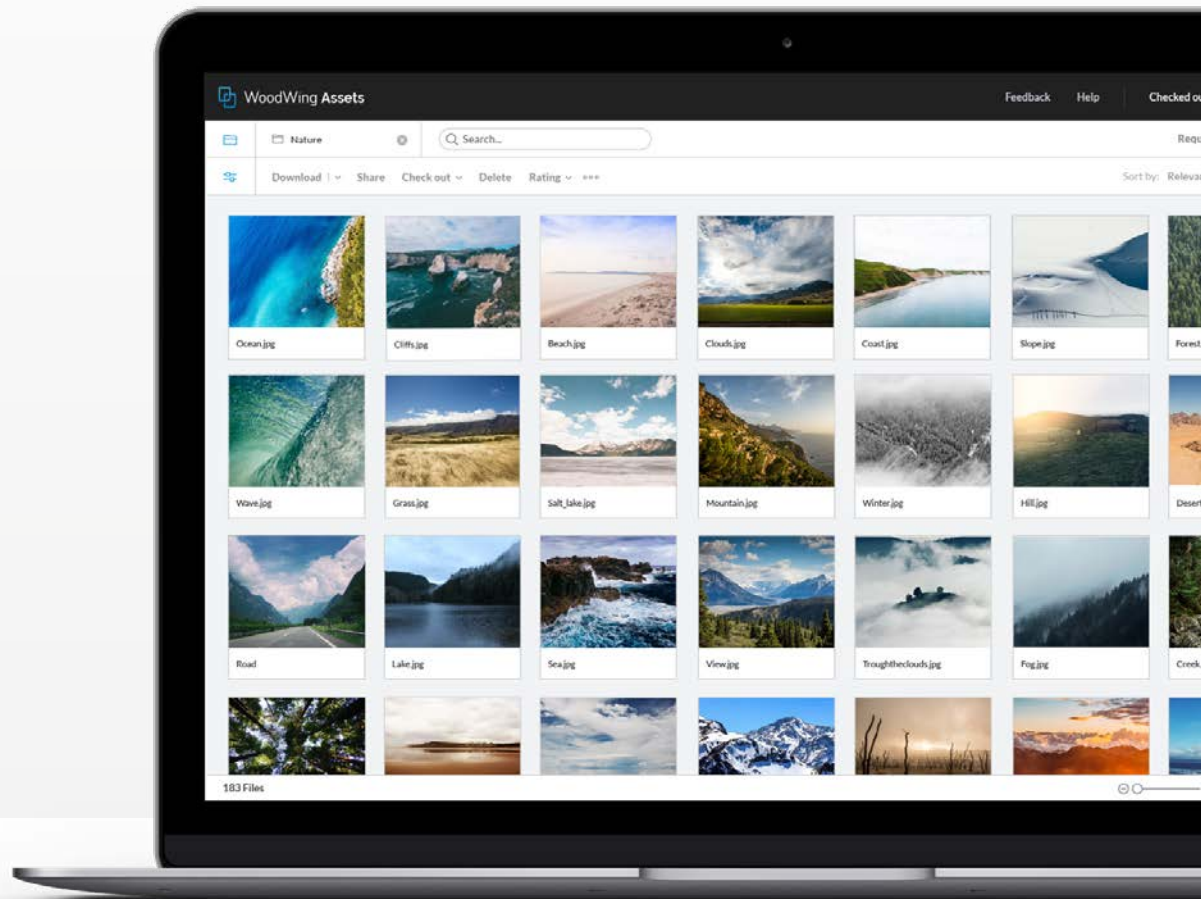 WoodWing Assets
Feedback Help Checked ou
Nature Search... Requ
Download Share Check out Delete Rating Sort by: Relevan
Ocean.jpg Cliffs.jpg Beach.jpg Clouds.jpg Coast.jpg Slope.jpg Forest.
Wave.jpg Grass.jpg Salt_lake.jpg Mountain.jpg Winter.jpg Hill.jpg Desert
Road Lake.jpg Sea.jpg View.jpg Troughtheclouds.jpg Fog.jpg Creek.
183 Files